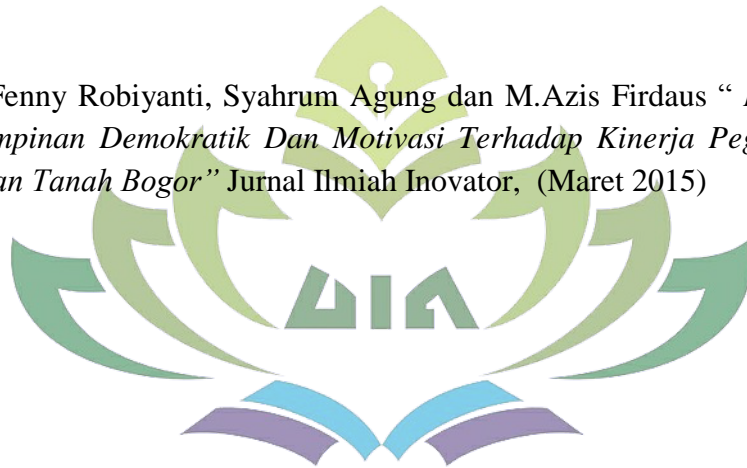 Fenny Robiyanti, Syahrum Agung dan M.Azis Firdaus “
mpinan Demokratik Dan Motivasi Terhadap Kinerja Peg
an Tanah Bogor” Jurnal Ilmiah Inovator, (Maret 2015)
UIN